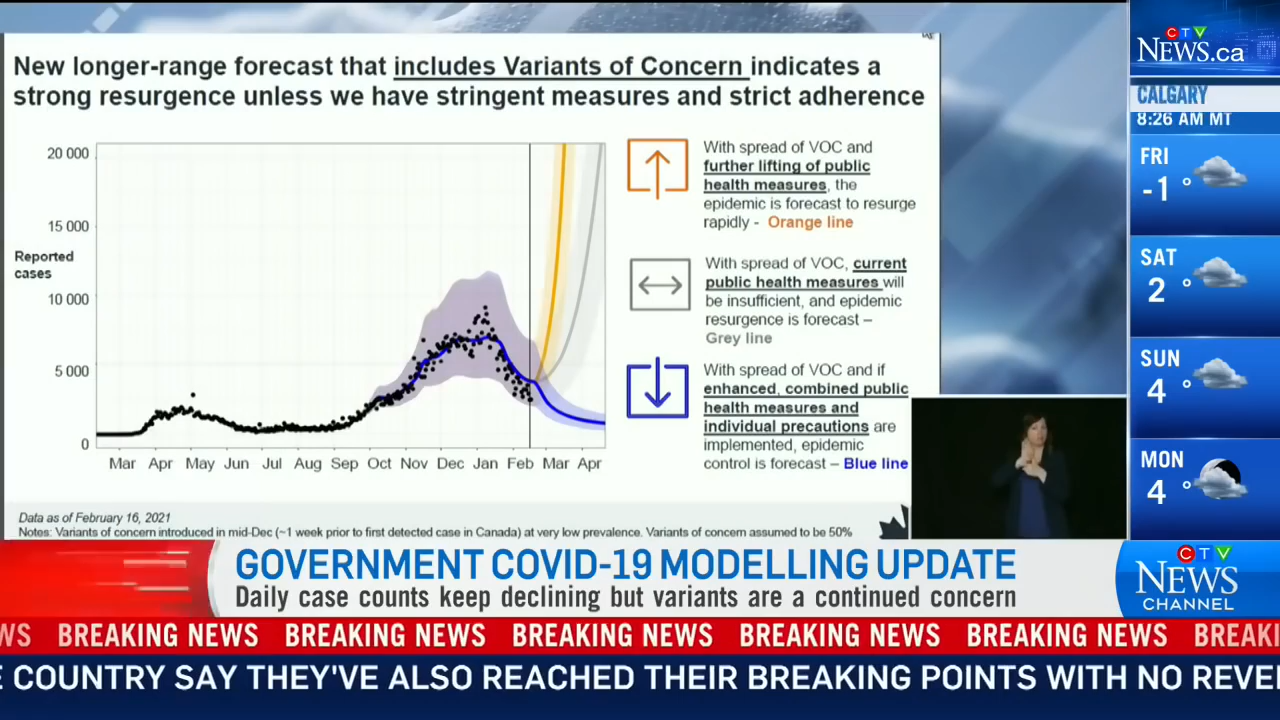 New longer-range forecast that includes Variants of Concern indicates a
strong resurgence unless we have stringent measures and strict adherence
20 000
15 000
Reported
cases
10 000
5 000
0
Mar Apr May Jun Jul Aug Sep Oct Nov Dec Jan Feb Mar Apr
With spread of VOC and
further lifting of public
health measures, the
epidemic is forecast to resurge
rapidly - Orange line
With spread of VOC, current
public health measures will
be insufficient, and epidemic
resurgence is forecast –
Grey line
With spread of VOC and if
enhanced, combined public
health measures and
individual precautions are
implemented, epidemic
control is forecast – Blue line
Data as of February 16, 2021
Notes: Variants of concern introduced in mid-Dec (~1 week prior to first detected case in Canada) at very low prevalence. Variants of concern assumed to be 50%
CTV
NEWS.ca
CALGARY
8:26 AM MT
FRI
-1 °
SAT
2 °
SUN
4 °
MON
4 °
GOVERNMENT COVID-19 MODELLING UPDATE
Daily case counts keep declining but variants are a continued concern
CTV
NEWS
CHANNEL
WS BREAKING NEWS BREAKING NEWS BREAKING NEWS BREAKING NEWS BREAKING NEWS BREAKI
E COUNTRY SAY THEY'VE ALSO REACHED THEIR BREAKING POINTS WITH NO REVE